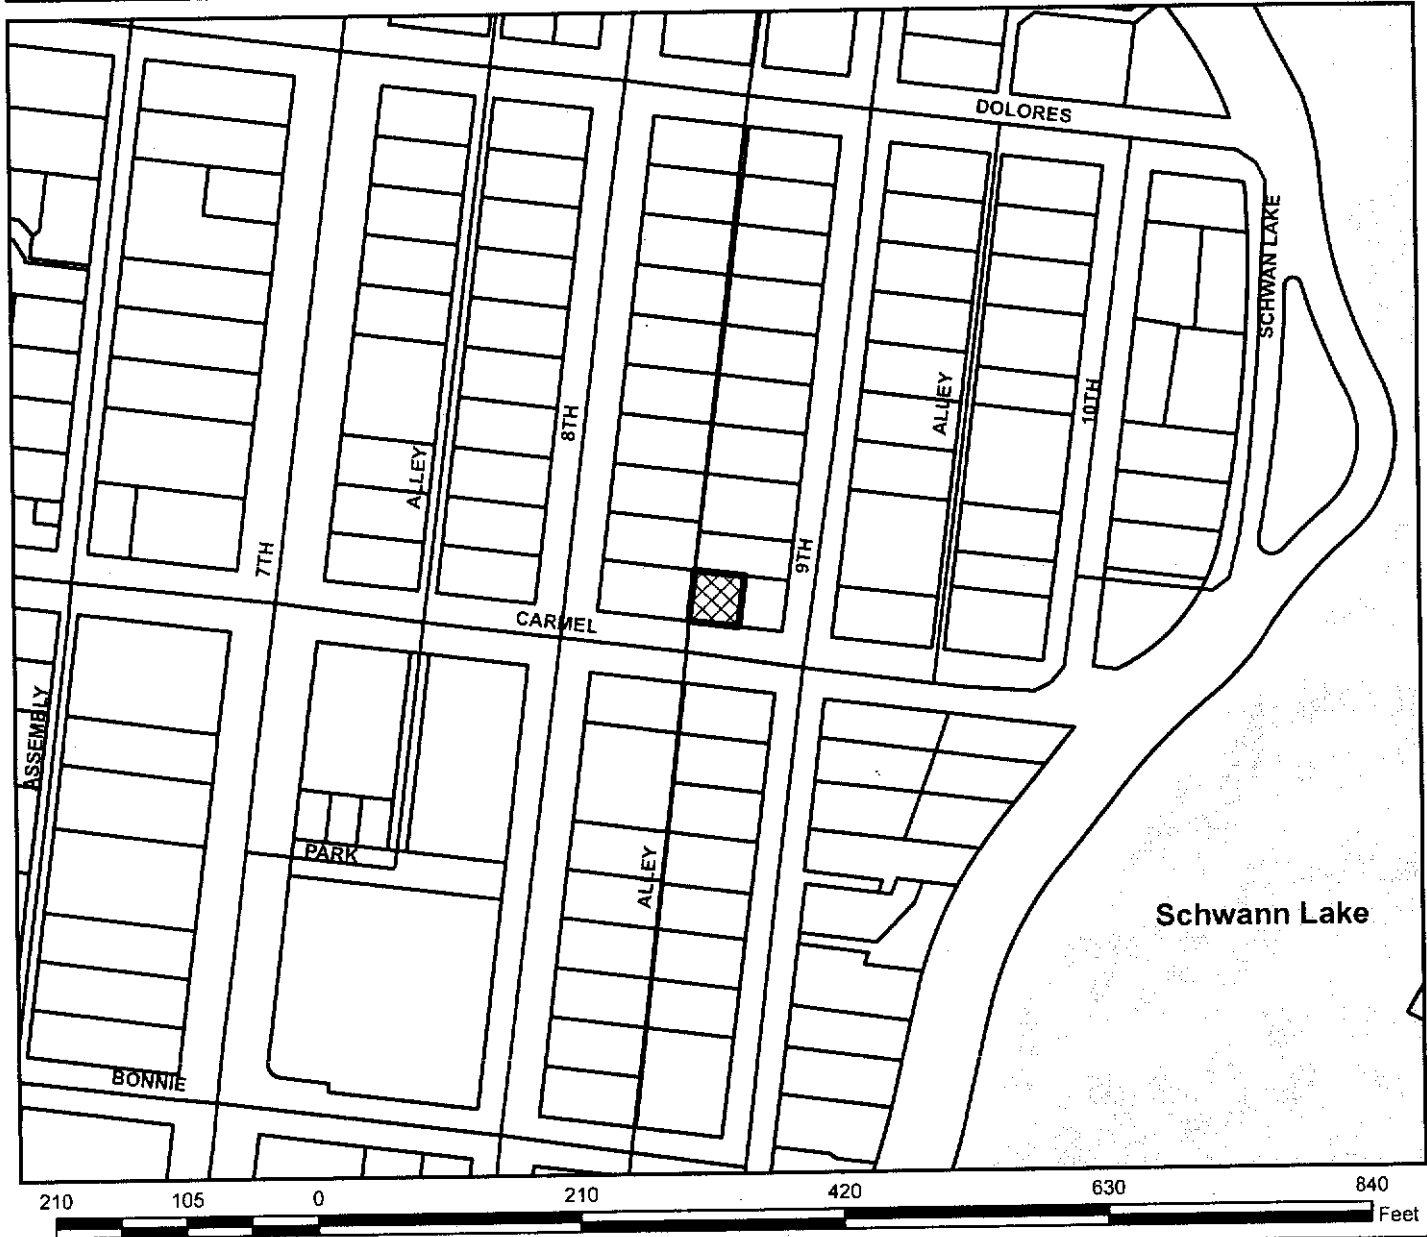 DOLORES
SCHWAN LAKE
ALLEY
10TH
8TH
ALLEY
9TH
7TH
CARMEL
ASSEMBLY
PARK
ALLEY
Schwann Lake
BONNIE
210 105 0 210 420 630 840
Feet